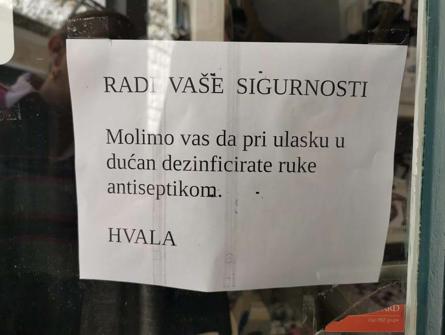 RADI VAŠE SIGURNOSTI
Molimo vas da pri ulasku u
dućan dezinficirate ruke
antiseptikom.
HVALA